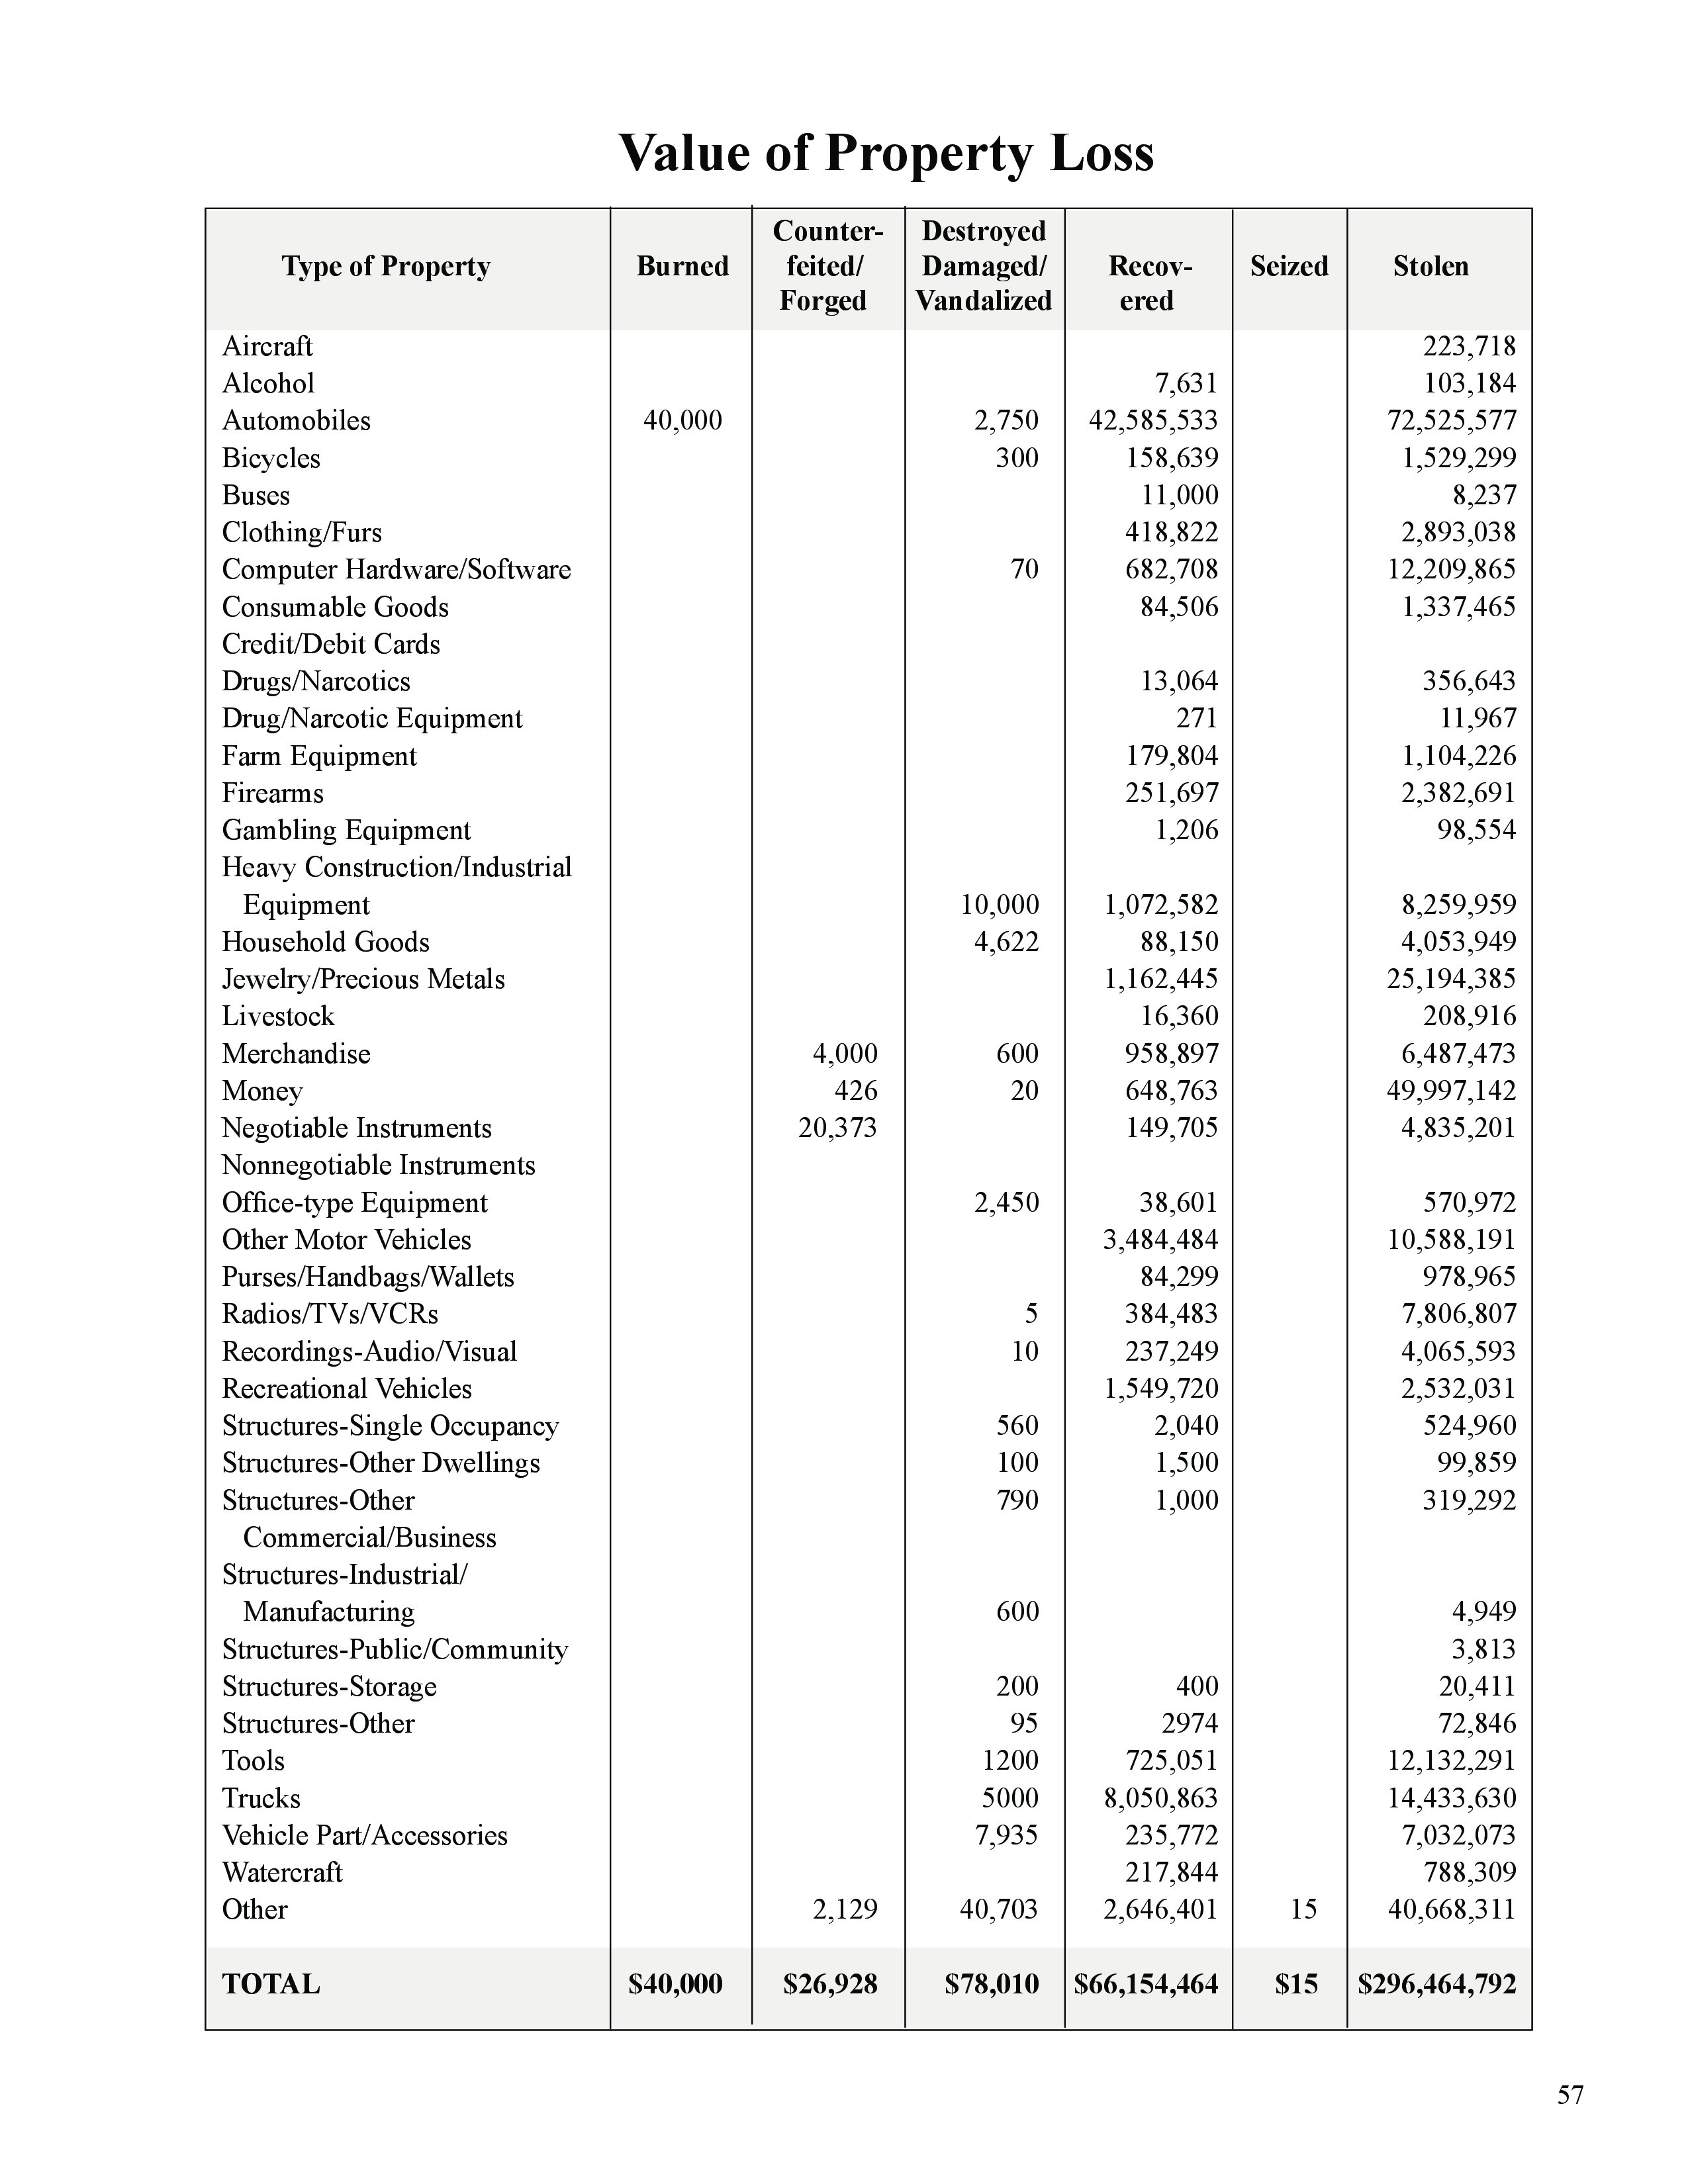 Value of Property Loss
Type of Property Burned Counter- feited/ Forged Destroyed Damaged/ Vandalized Recov- ered Seized Stolen
Aircraft 223,718
Alcohol 7,631 103,184
Automobiles 40,000 2,750 42,585,533 72,525,577
Bicycles 300 158,639 1,529,299
Buses 11,000 8,237
Clothing/Furs 418,822 2,893,038
Computer Hardware/Software 70 682,708 12,209,865
Consumable Goods 84,506 1,337,465
Credit/Debit Cards
Drugs/Narcotics 13,064 356,643
Drug/Narcotic Equipment 271 11,967
Farm Equipment 179,804 1,104,226
Firearms 251,697 2,382,691
Gambling Equipment 1,206 98,554
Heavy Construction/Industrial
Equipment 10,000 1,072,582 8,259,959
Household Goods 4,622 88,150 4,053,949
Jewelry/Precious Metals 1,162,445 25,194,385
Livestock 16,360 208,916
Merchandise 4,000 600 958,897 6,487,473
Money 426 20 648,763 49,997,142
Negotiable Instruments 20,373 149,705 4,835,201
Nonnegotiable Instruments
Office-type Equipment 2,450 38,601 570,972
Other Motor Vehicles 3,484,484 10,588,191
Purses/Handbags/Wallets 84,299 978,965
Radios/TVs/VCRs 5 384,483 7,806,807
Recordings-Audio/Visual 10 237,249 4,065,593
Recreational Vehicles 1,549,720 2,532,031
Structures-Single Occupancy 560 2,040 524,960
Structures-Other Dwellings 100 1,500 99,859
Structures-Other 790 1,000 319,292
Commercial/Business
Structures-Industrial/
Manufacturing 600 4,949
Structures-Public/Community 3,813
Structures-Storage 200 400 20,411
Structures-Other 95 2974 72,846
Tools 1200 725,051 12,132,291
Trucks 5000 8,050,863 14,433,630
Vehicle Part/Accessories 7,935 235,772 7,032,073
Watercraft 217,844 788,309
Other 2,129 40,703 2,646,401 15 40,668,311
TOTAL $40,000 $26,928 $78,010 $66,154,464 $15 $296,464,792
57